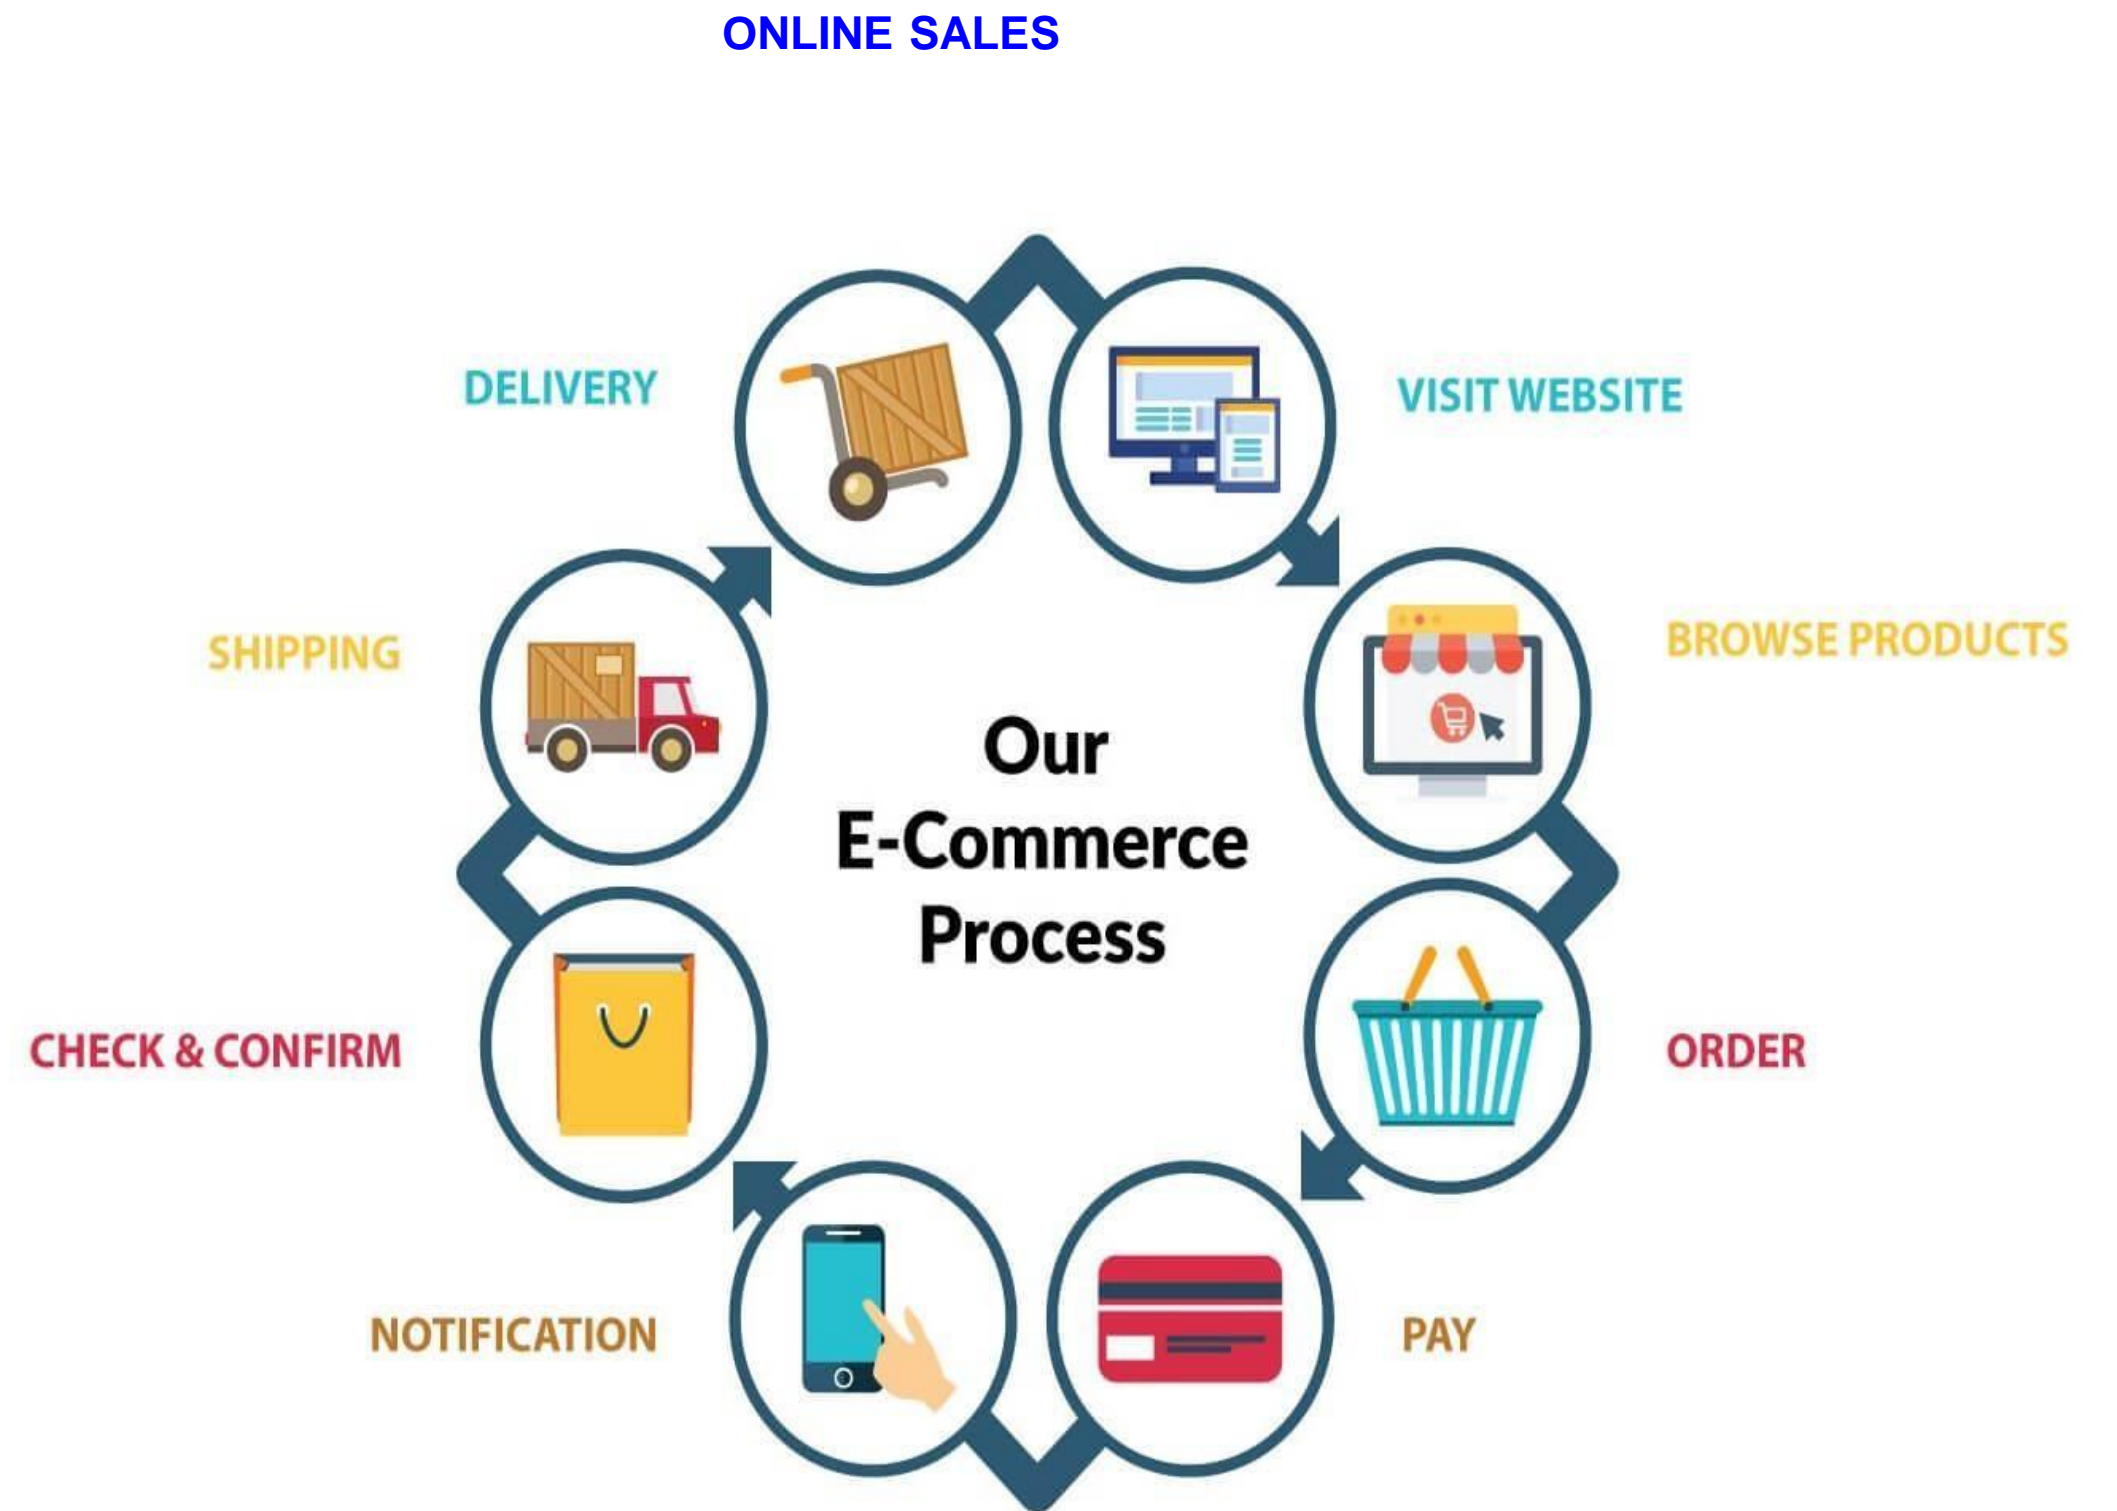 ONLINE SALES
DELIVERY
VISIT WEBSITE
SHIPPING
BROWSE PRODUCTS
Our
E-Commerce
Process
CHECK & CONFIRM
ORDER
NOTIFICATION
PAY